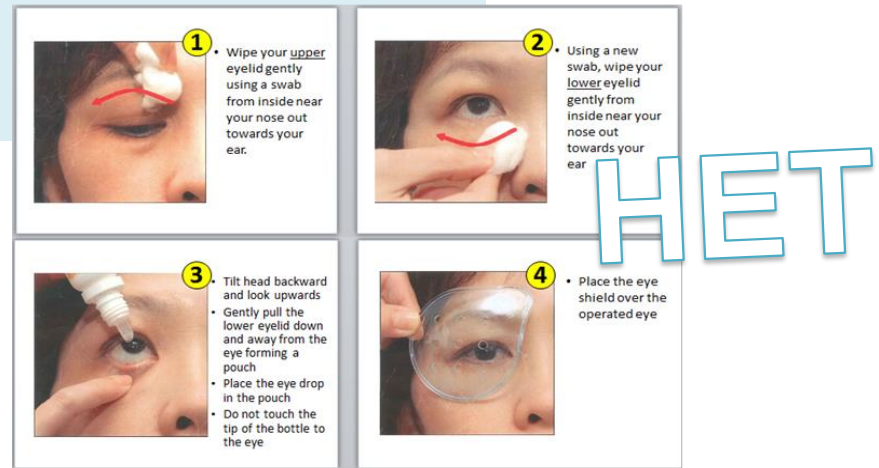 1
• Wipe your upper
eyelid gently
using a swab
from inside near
your nose out
towards your
ear.
2
• Using a new
swab, wipe your
lower eyelid
gently from
inside near your
nose out
towards your
ear
HET
3
• Tilt head backward
and look upwards
• Gently pull the
lower eyelid down
and away from the
eye forming a
pouch
• Place the eye drop
in the pouch
• Do not touch the
tip of the bottle to
the eye
4
• Place the eye
shield over the
operated eye